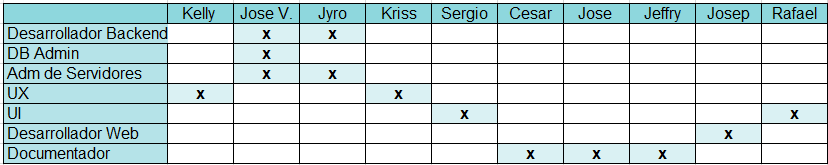 Kelly Jose V. Jyro Kriss Sergio Cesar Jose Jeffry Josep Rafael
Desarrollador Backend x x
DB Admin x
Adm de Servidores x x
UX x x
UI x x
Desarrollador Web x
Documentador x x x